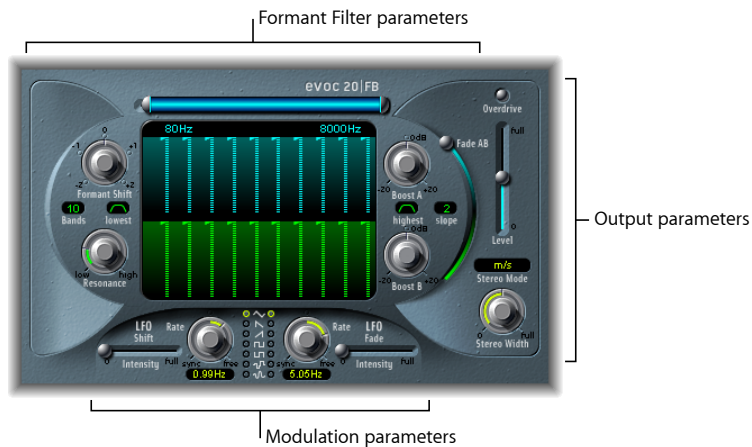 Formant Filter parameters
evoc 20|FB
Overdrive
80Hz 8000Hz
full
0
-1 +1
-2 +2
Formant Shift
0dB
-20 +20
Boost A
Fade AB
10
Bands
lowest
highest
2
slope
0
Level
Output parameters
low high
Resonance
0dB
-20 +20
Boost B
m/s
Stereo Mode
0 full
Stereo Width
LFO
Shift
Rate
0 full
Intensity
sync free
0.99Hz
Rate
LFO
Fade
sync free
5.05Hz
0 full
Intensity
Modulation parameters